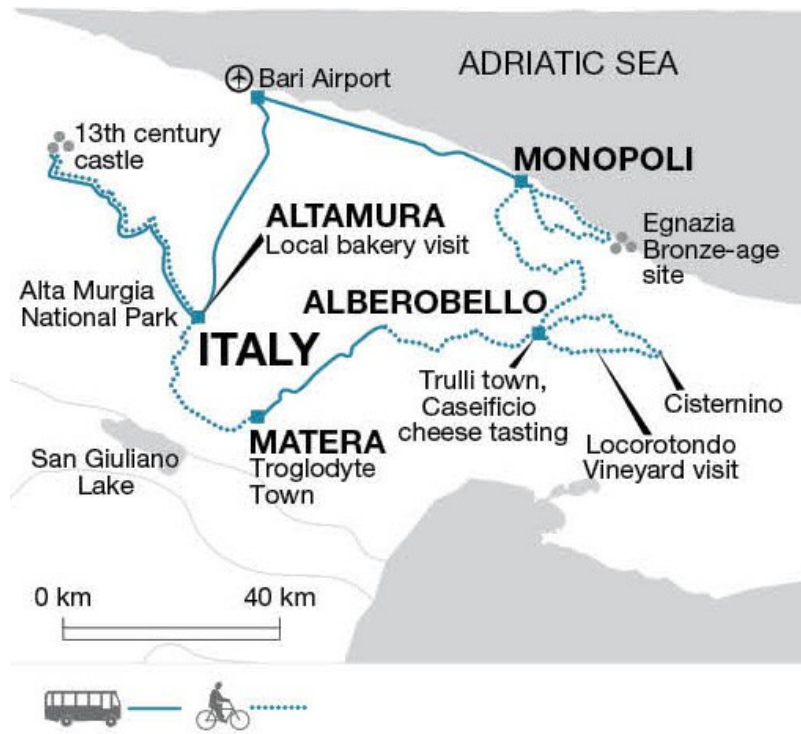 ADRIATIC SEA
Bari Airport
13th century
castle
MONOPOLI
ALTAMURA
Local bakery visit
Egnazia
Bronze-age
site
Alta Murgia
National Park
ALBEROBELLO
ITALY
Trulli town,
Caseificio
cheese tasting
Cisternino
MATERA
Troglodyte
Town
Locorotondo
Vineyard visit
San Giuliano
Lake
0 km
40 km